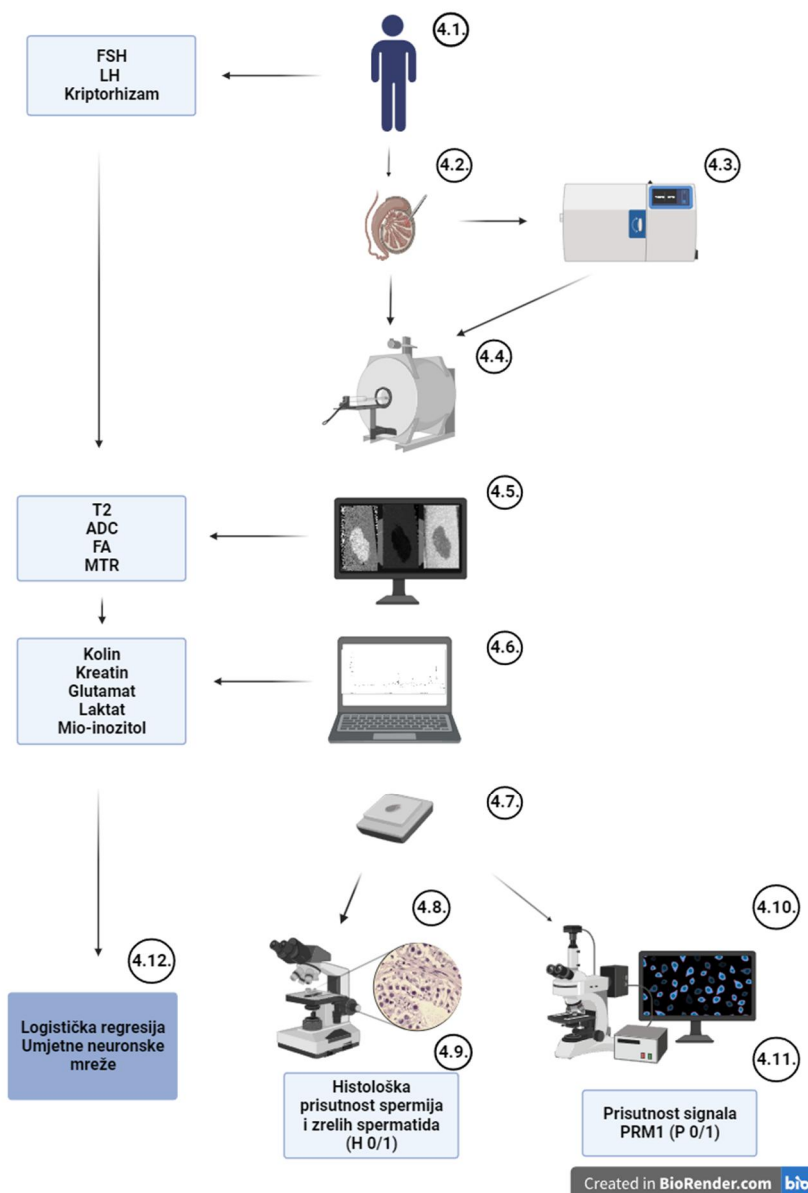 4.1.
FSH
LH
Kriptorhizam
4.2.
4.3.
4.4.
4.5.
T2
ADC
FA
MTR
4.6.
Kolin
Kreatin
Glutamat
Laktat
Mio-inozitol
4.7.
4.8.
4.10.
4.12.
Logistička regresija
Umjetne neuronske
mreže
4.9.
Histološka
prisutnost spermija
i zrelih spermatida
(H 0/1)
4.11.
Prisutnost signala
PRM1 (P 0/1)
Created in BioRender.com bio